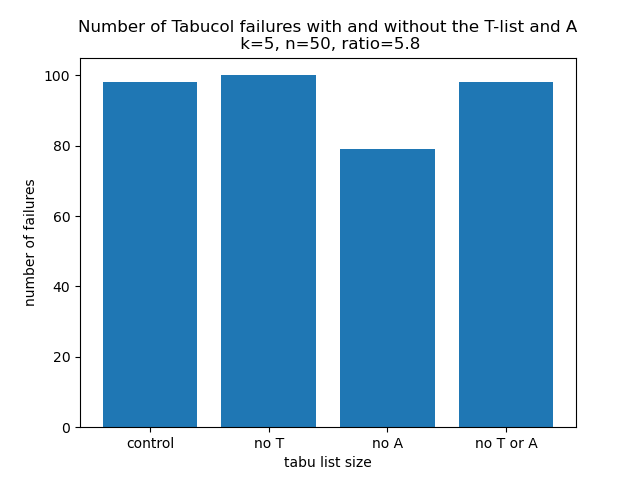 Number of Tabucol failures with and without the T-list and A
k=5, n=50, ratio=5.8
100
80
60
40
20
0
number of failures
control
no T
no A
no T or A
tabu list size